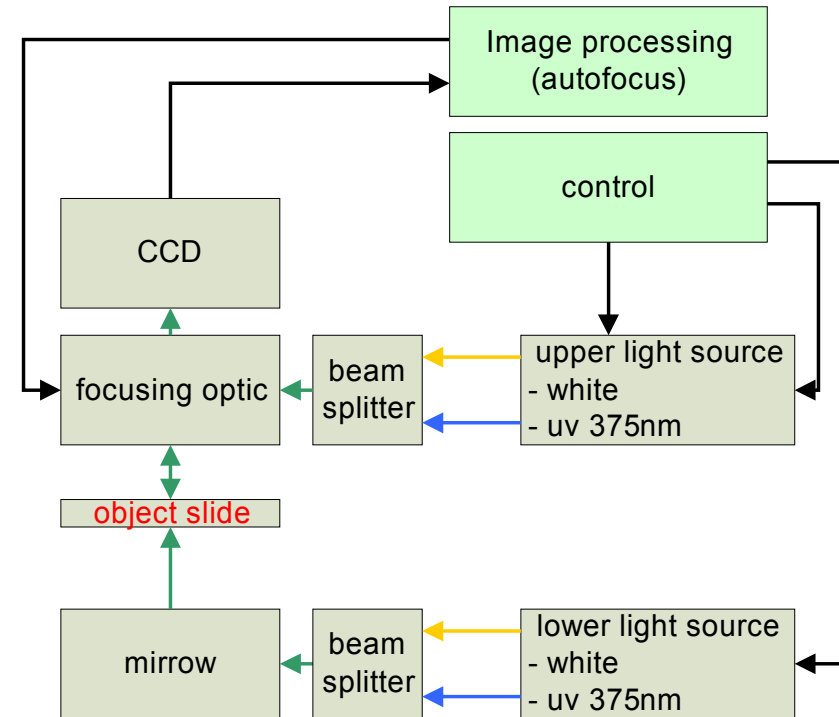 Image processing
(autofocus)
control
CCD
focusing optic
beam
splitter
upper light source
- white
- uv 375nm
object slide
mirrow
beam
splitter
lower light source
- white
- uv 375nm